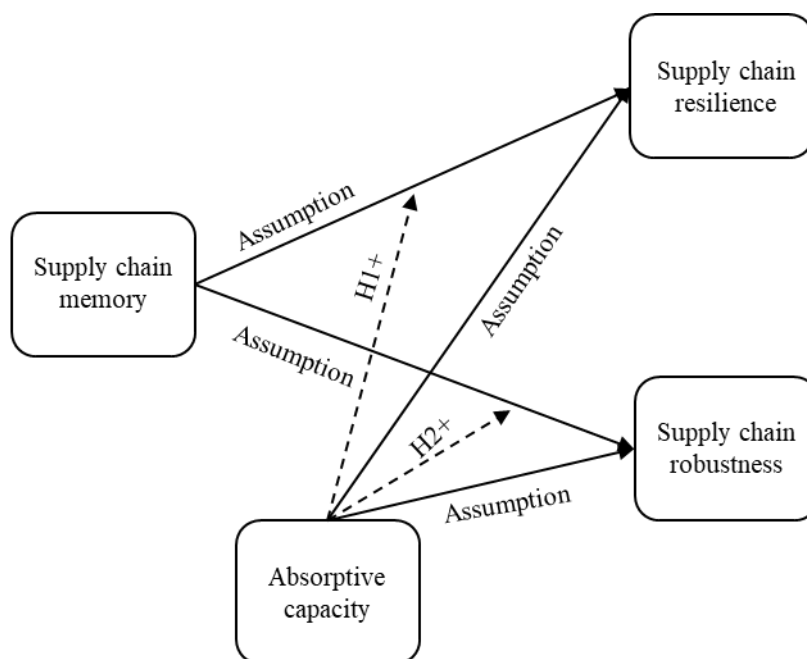 Supply chain
resilience
Assumption
Supply chain
memory
H1+
Assumption
Assumption
H2+
Supply chain
robustness
Assumption
Absorptive
capacity